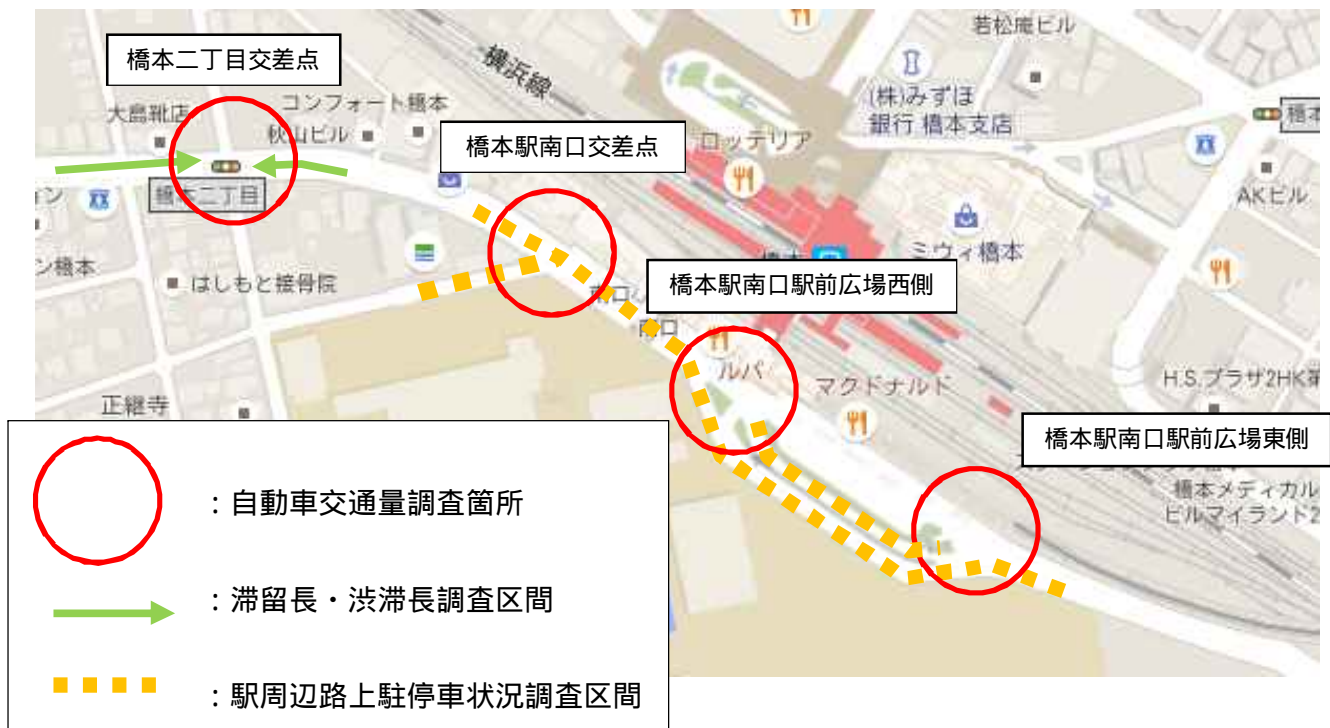 若松庵ビル
橋本二丁目交差点
横浜線
(株)みずほ
銀行 橋本支店
大島靴店
コンフォート橋本
秋山ビル
橋本駅南口交差点
ロッテリア
橋本二丁目
AKビル
ミウィ橋本
ン橋本
はしもと接骨院
橋本駅南口駅前広場西側
南口
ルパ
マクドナルド
H.S.プラザ2HK
正継寺
橋本駅南口駅前広場東側
橋本メディカル
ビルマイランド2
:自動車交通量調査箇所
:滞留長・渋滞長調査区間
:駅周辺路上駐停車状況調査区間